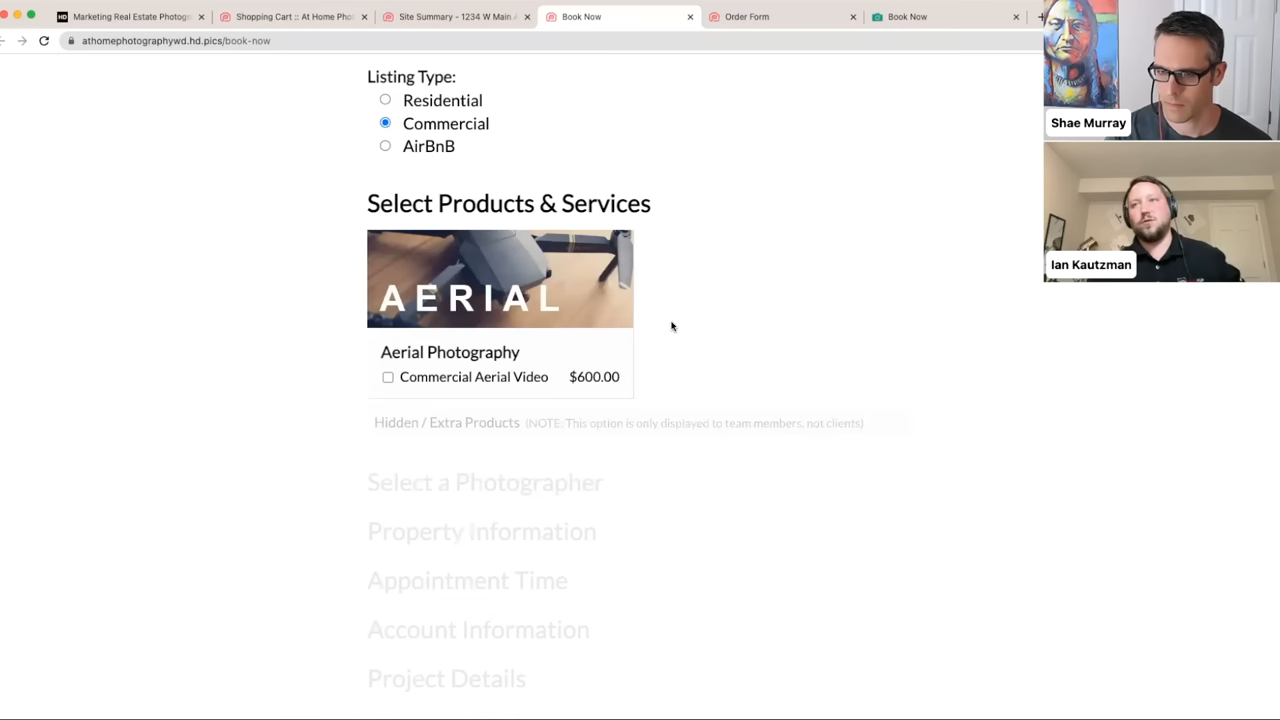 Marketing Real Estate Photogr
Shopping Cart :: At Home Pho
Site Summary - 1234 W Main A
Book Now
Order Form
Book Now
athomephotographywd.hd.pics/book-now
Listing Type:
Residential
Commercial
AirBnB
Select Products & Services
AERIAL
Aerial Photography
Commercial Aerial Video $600.00
Hidden / Extra Products (NOTE: This option is only displayed to team members, not clients)
Select a Photographer
Property Information
Appointment Time
Account Information
Project Details
Shae Murray
Ian Kautzman